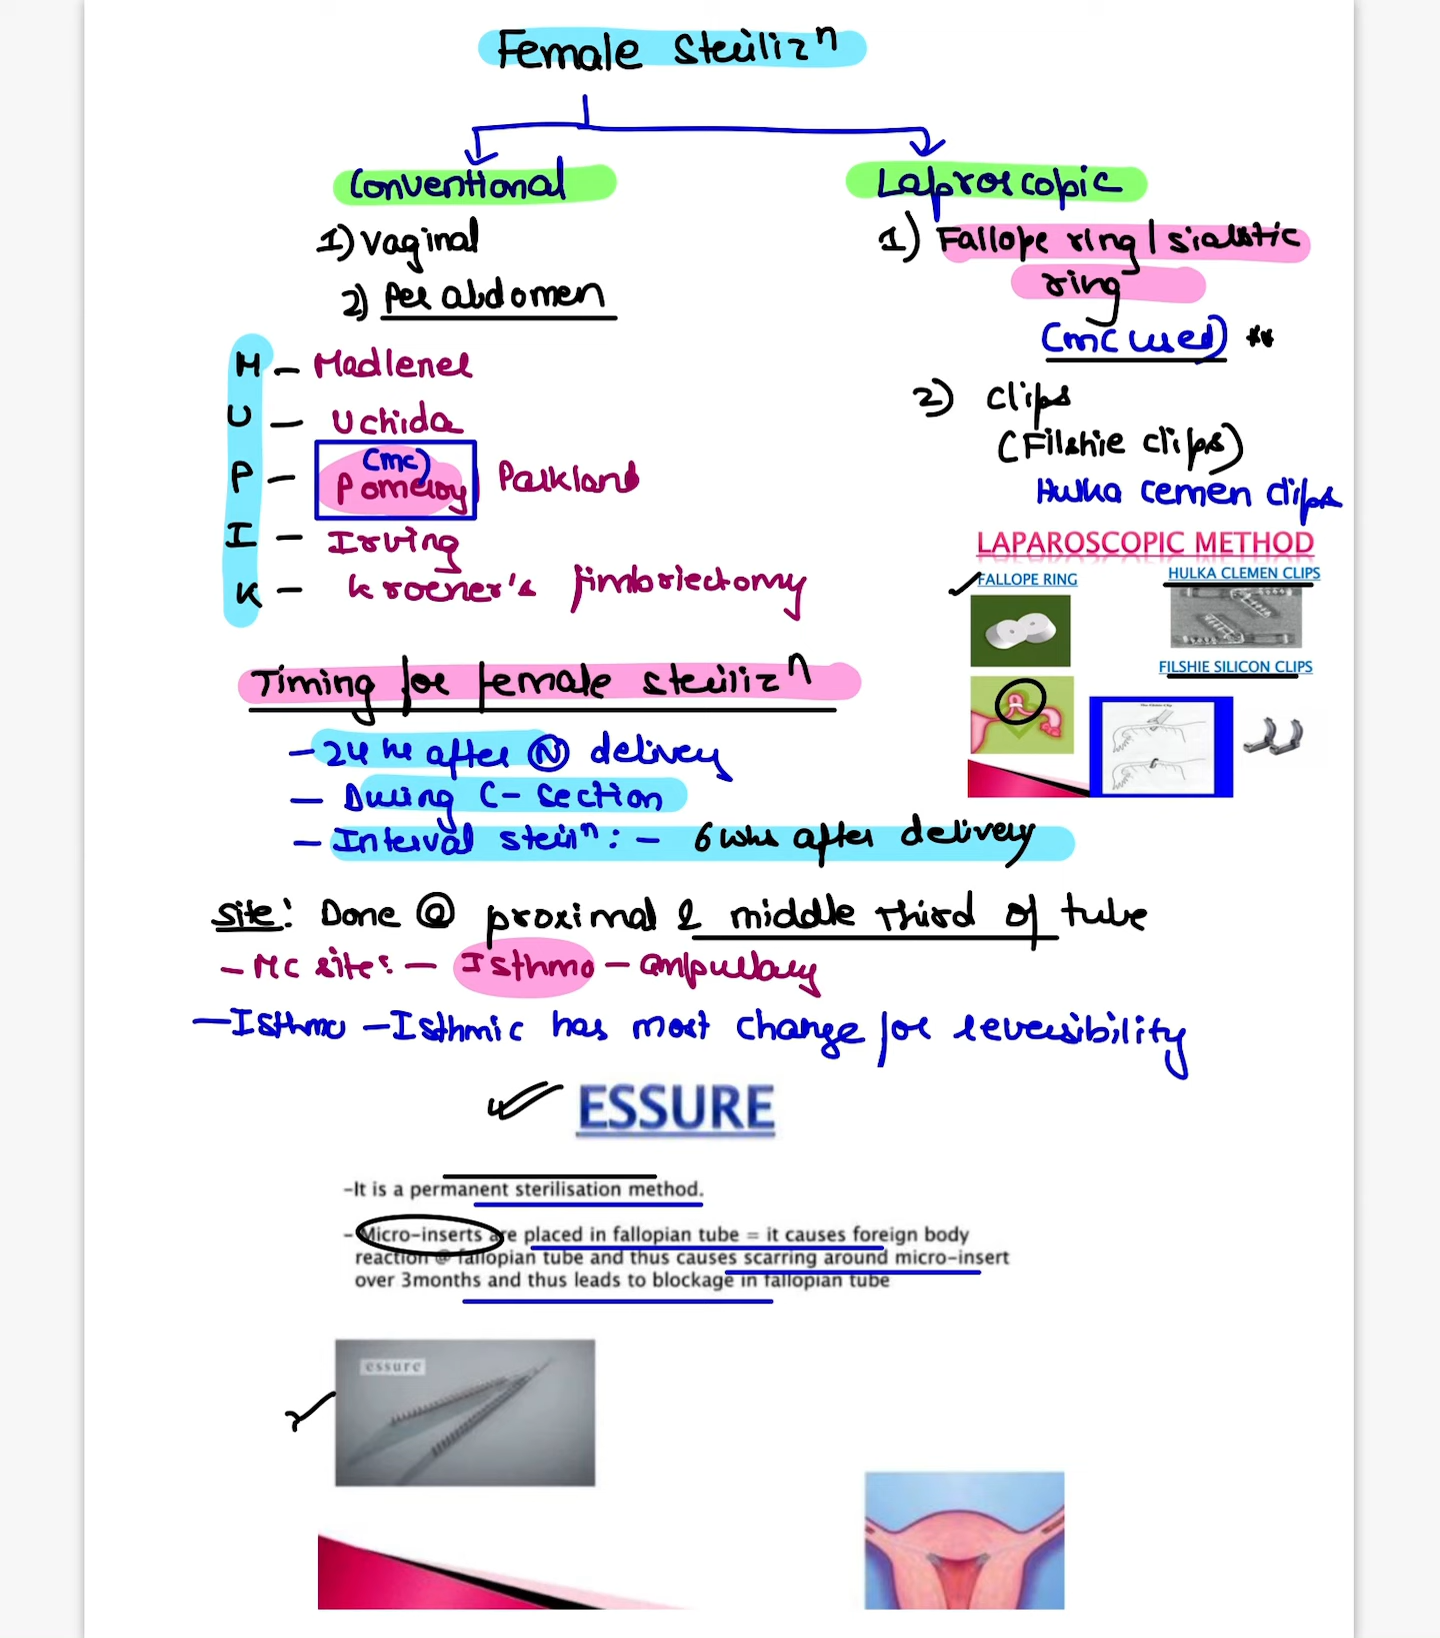 Female Sterilizⁿ
Conventional
1) Vaginal
2) Per abdomen
M – Madlener
U – Uchida
P – (mc) Pomeroy Parkland
I – Irving
K – kroener's fimbriectomy
Laproscopic
1) Fallope ring / sialistic
ring
(mc used) **
2) Clips
(Filshie clips)
Hulka cemen clips
LAPAROSCOPIC METHOD
FALLOPE RING
HULKA CLEMEN CLIPS
FILSHIE SILICON CLIPS
Timing for female sterilizⁿ
– 24 hr after Ⓝ delivery
– During C- Section
– Interval sterilⁿ : – 6 wks after delivery
Site: Done @ proximal & middle third of tube
– MC site: – Isthmo – ampullary
– Isthmo – Isthmic has most change for reversibility
ESSURE
–It is a permanent sterilisation method.
– Micro-inserts are placed in fallopian tube = it causes foreign body
reaction @ fallopian tube and thus causes scarring around micro-insert
over 3months and thus leads to blockage in fallopian tube
essure